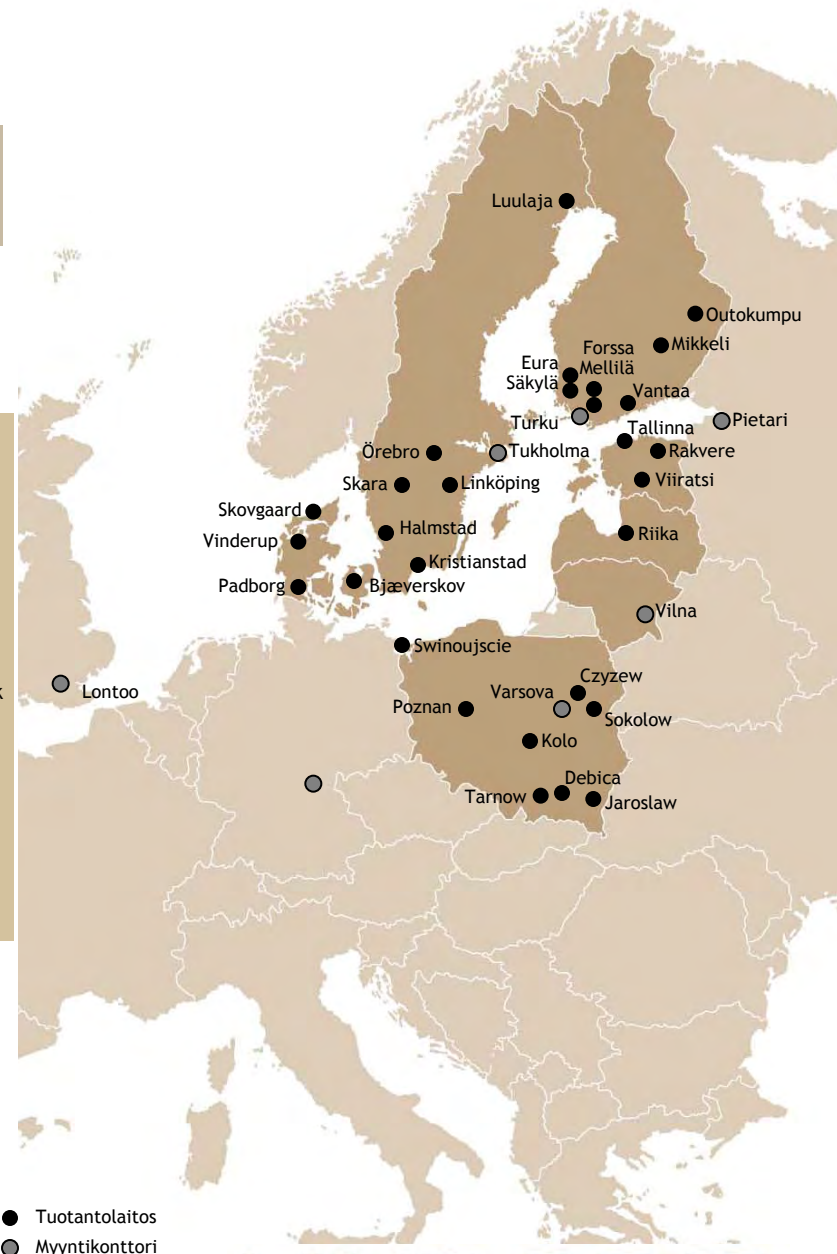 Luulaja
Outokumpu
Mikkeli
Forssa
Mellilä
Eura
Säkylä
Vantaa
Turku
Pietari
Tallinna
Rakvere
Viiratsi
Örebro
Tukholma
Skara
Linköping
Skovgaard
Halmstad
Riika
Vinderup
Kristianstad
Padborg
Bjæverskov
Vilna
Swinoujscie
Lontoo
Czyzew
Varsova
Poznan
Sokolow
Kolo
Debica
Tarnow
Jaroslaw
Tuotantolaitos
Myyntikonttori